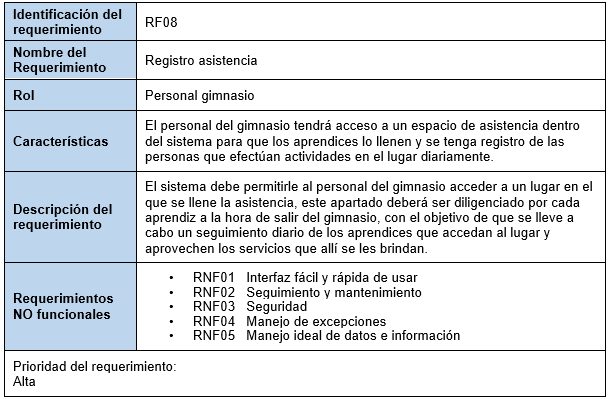 Identificación del
requerimiento
RF08
Nombre del
Requerimiento
Registro asistencia
Rol
Personal gimnasio
Características
El personal del gimnasio tendrá acceso a un espacio de asistencia dentro
del sistema para que los aprendices lo llenen y se tenga registro de las
personas que efectúan actividades en el lugar diariamente.
Descripción del
requerimiento
El sistema debe permitirle al personal del gimnasio acceder a un lugar en el
que se llene la asistencia, este apartado deberá ser diligenciado por cada
aprendiz a la hora de salir del gimnasio, con el objetivo de que se lleve a
cabo un seguimiento diario de los aprendices que accedan al lugar y
aprovechen los servicios que allí se les brindan.
Requerimientos
NO funcionales
• RNF01 Interfaz fácil y rápida de usar
• RNF02 Seguimiento y mantenimiento
• RNF03 Seguridad
• RNF04 Manejo de excepciones
• RNF05 Manejo ideal de datos e información
Prioridad del requerimiento:
Alta